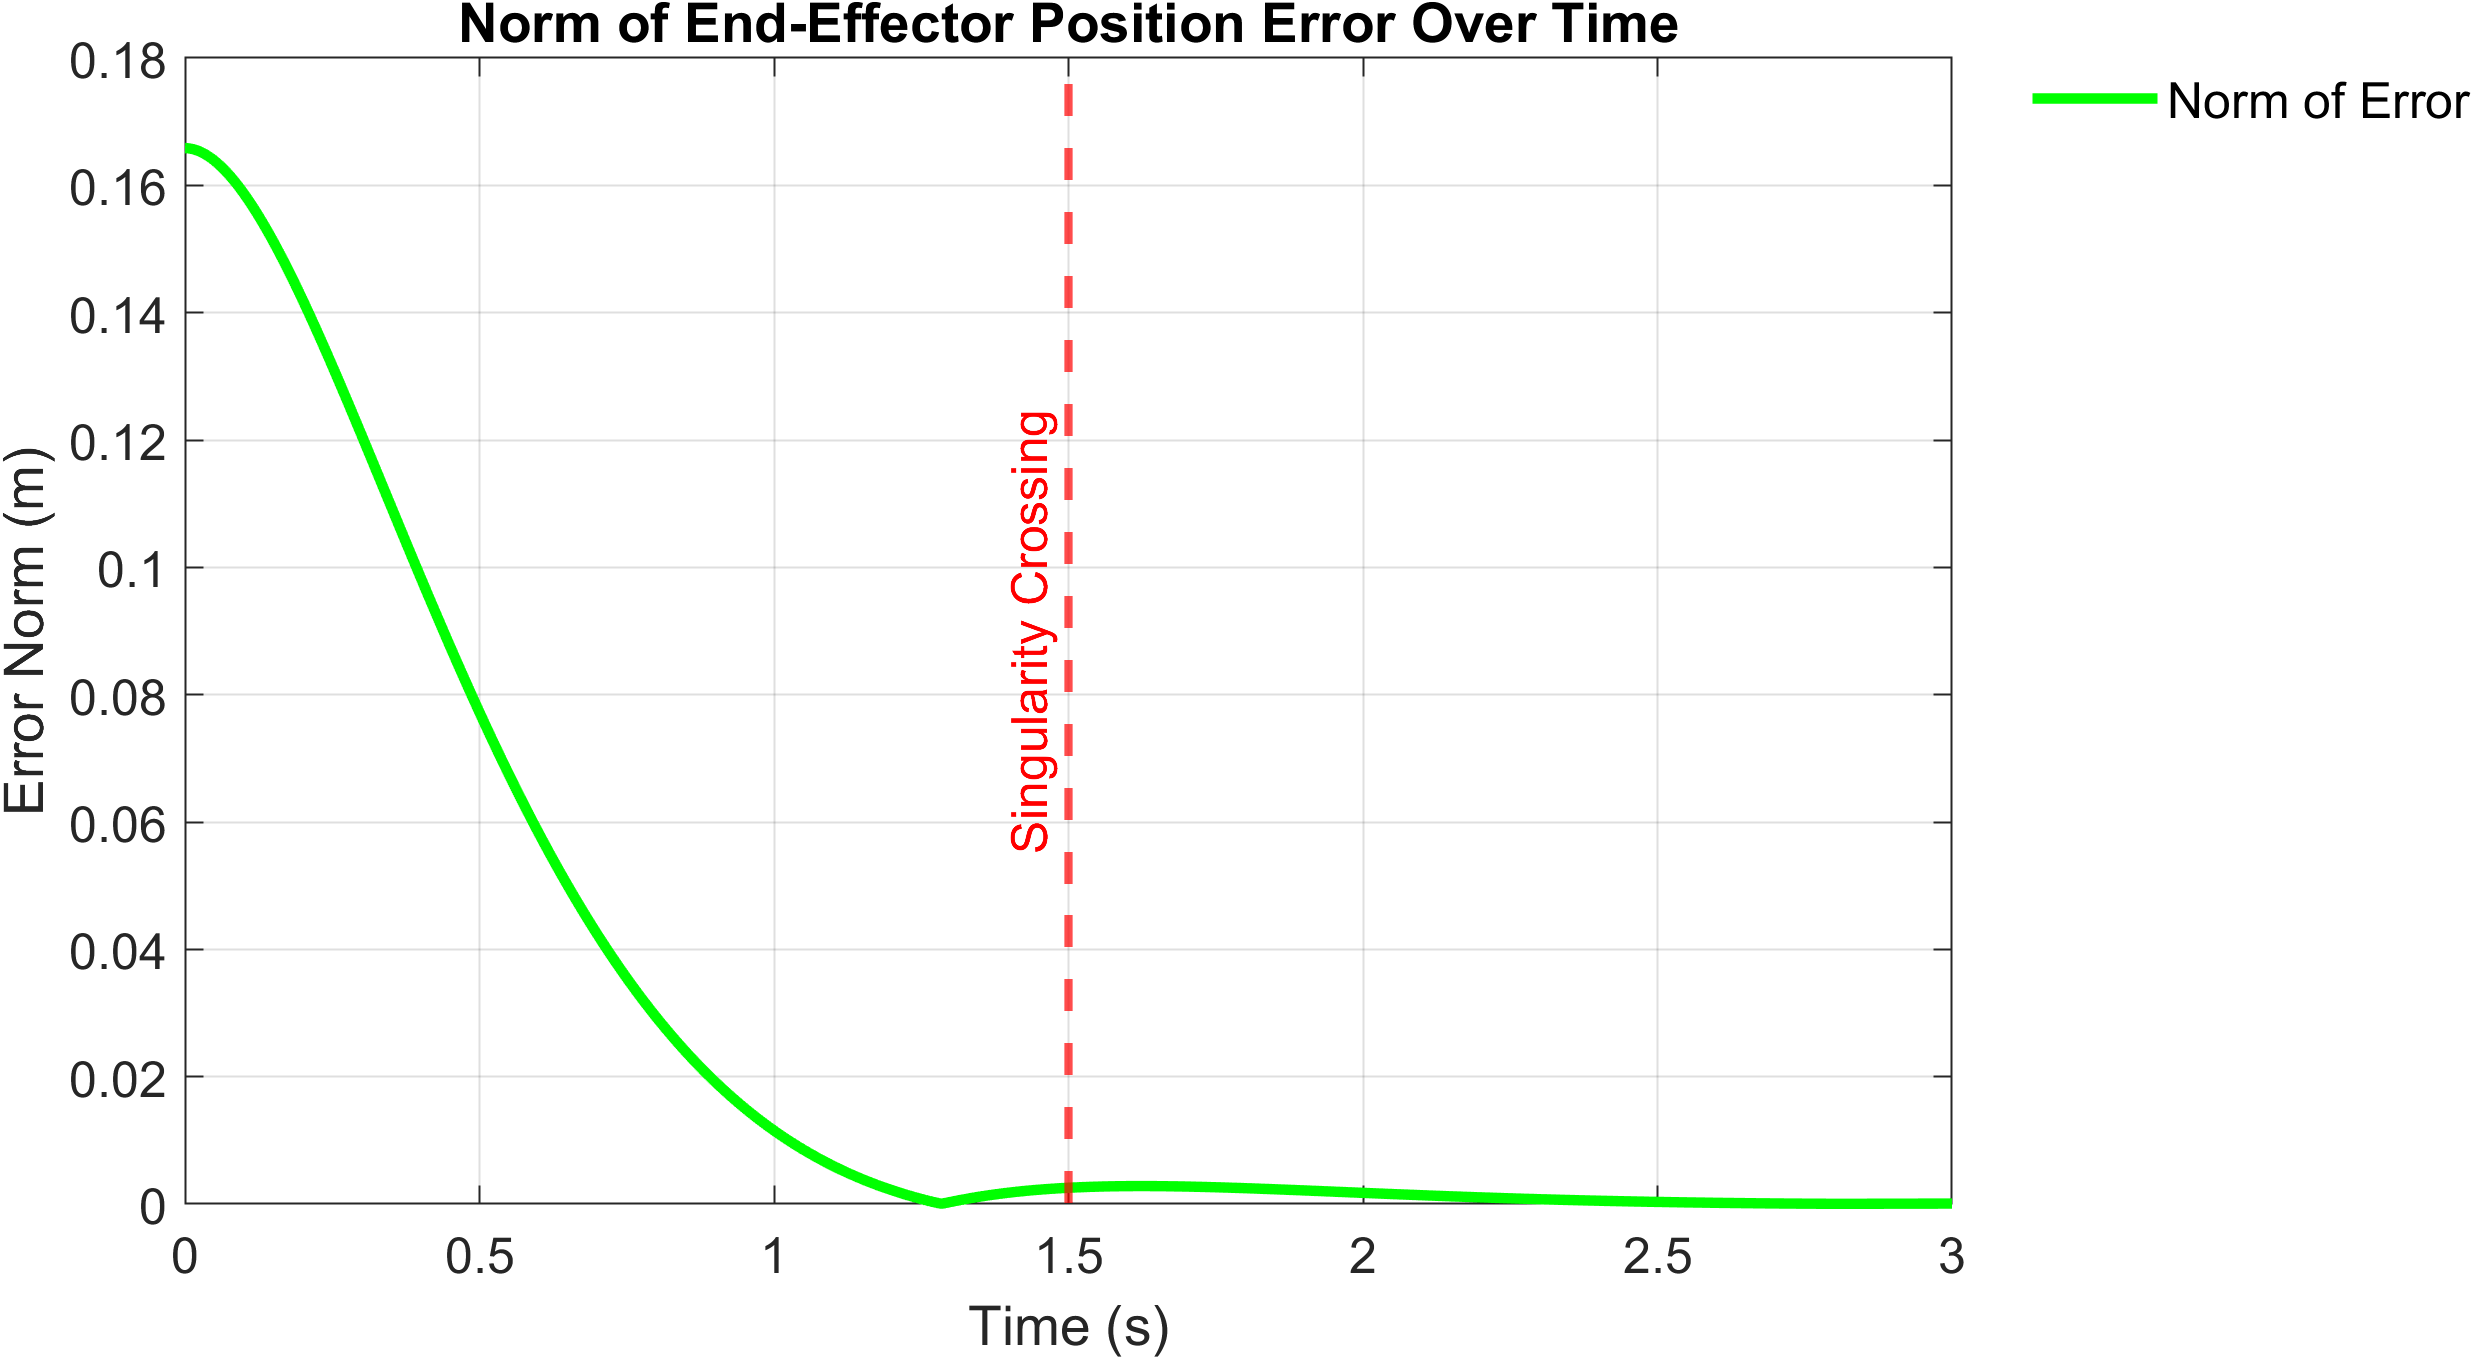 Norm of End-Effector Position Error Over Time
Norm of Error
Error Norm (m)
0.18
0.16
0.14
0.12
0.1
0.08
0.06
0.04
0.02
0
Singularity Crossing
0 0.5 1 1.5 2 2.5 3
Time (s)